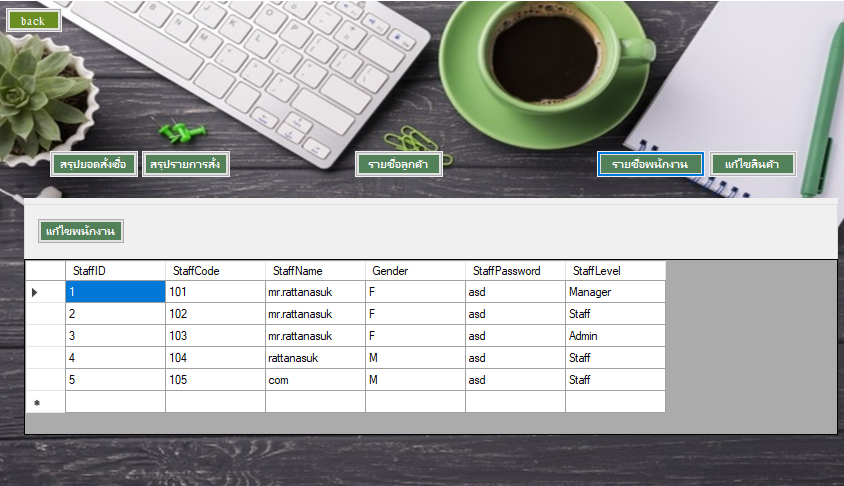 back
สรุปยอดสั่งซื้อ สรุปรายการสั่ง รายชื่อลูกค้า รายชื่อพนักงาน แก้ไขสินค้า
แก้ไขพนักงาน
StaffID StaffCode StaffName Gender StaffPassword StaffLevel
1 101 mr.rattanasuk F asd Manager
2 102 mr.rattanasuk F asd Staff
3 103 mr.rattanasuk F asd Admin
4 104 rattanasuk M asd Staff
5 105 com M asd Staff